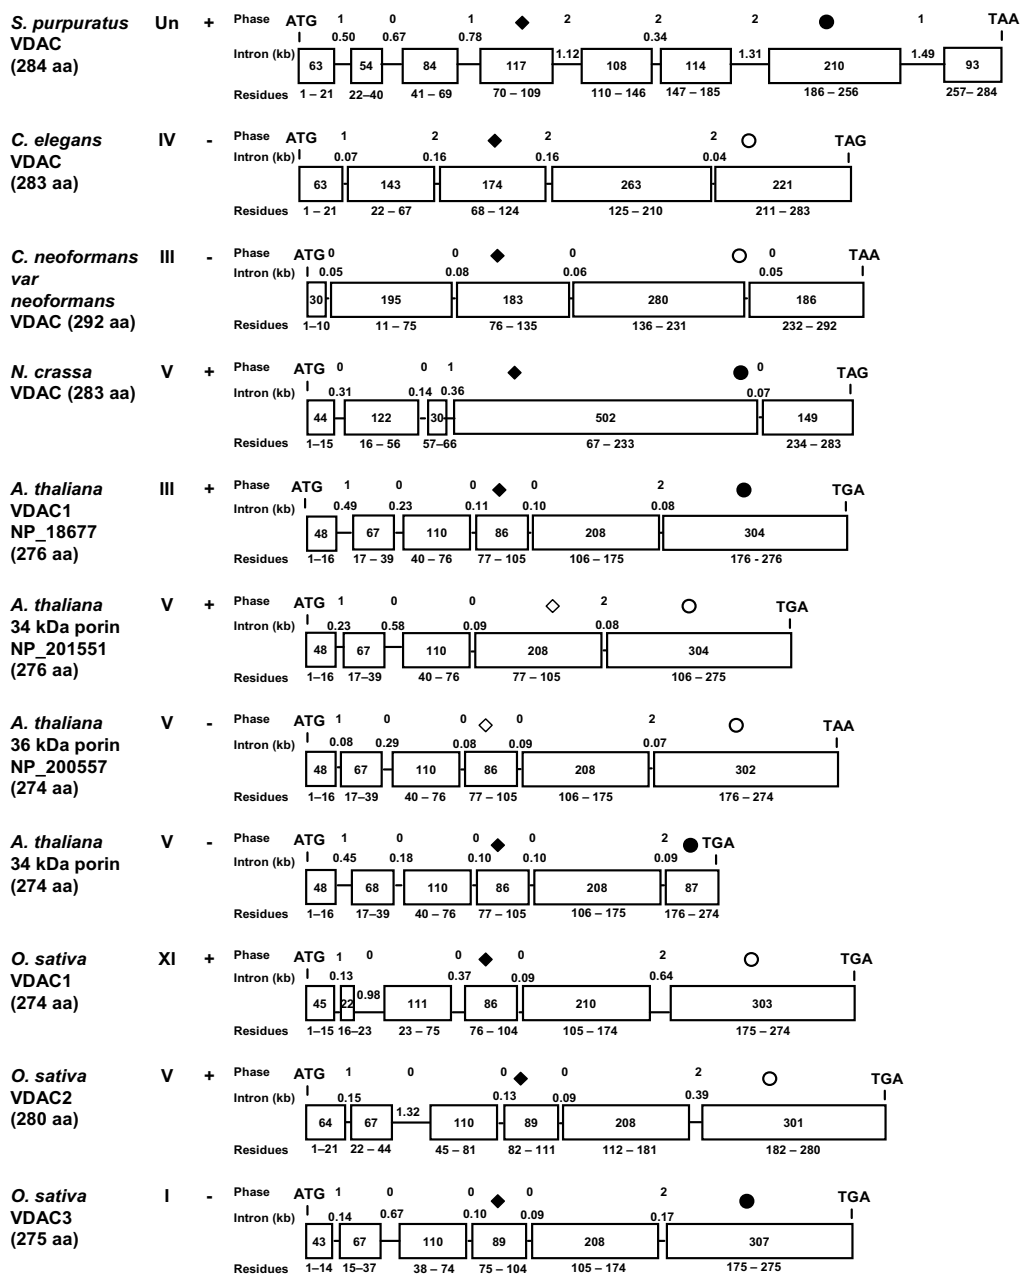 S. purpuratus Un + Phase ATG 1 0 1 2 2 2 1 TAA
VDAC Intron (kb) 0.50 0.67 0.78 1.12 0.34 1.31 1.49
(284 aa) 63 54 84 117 108 114 210 93
Residues 1 – 21 22–40 41 – 69 70 – 109 110 – 146 147 – 185 186 – 256 257– 284
C. elegans IV - Phase ATG 1 2 2 2 TAG
VDAC Intron (kb) 0.07 0.16 0.16 0.04
(283 aa) 63 143 174 263 221
Residues 1 – 21 22 – 67 68 – 124 125 – 210 211 – 283
C. neoformans III - Phase ATG 0 0 0 0 TAA
var Intron (kb) 0.05 0.08 0.06 0.05
neoformans 30 195 183 280 186
VDAC (292 aa) Residues 1–10 11 – 75 76 – 135 136 – 231 232 – 292
N. crassa V + Phase ATG 0 0 1 0 TAG
VDAC (283 aa) Intron (kb) 0.31 0.14 0.36 0.07
44 122 30 502 149
Residues 1–15 16 – 56 57–66 67 – 233 234 – 283
A. thaliana III + Phase ATG 1 0 0 0 2 TGA
VDAC1 Intron (kb) 0.49 0.23 0.11 0.10 0.08
NP_18677 48 67 110 86 208 304
(276 aa) Residues 1–16 17 – 39 40 – 76 77 – 105 106 – 175 176 - 276
A. thaliana V + Phase ATG 1 0 0 2 TGA
34 kDa porin Intron (kb) 0.23 0.58 0.09 0.08
NP_201551 48 67 110 208 304
(276 aa) Residues 1–16 17–39 40 – 76 77 – 105 106 – 275
A. thaliana V - Phase ATG 1 0 0 0 2 TAA
36 kDa porin Intron (kb) 0.08 0.29 0.08 0.09 0.07
NP_200557 48 67 110 86 208 302
(274 aa) Residues 1–16 17–39 40 – 76 77 – 105 106 – 175 176 – 274
A. thaliana V - Phase ATG 1 0 0 0 2 TGA
34 kDa porin Intron (kb) 0.45 0.18 0.10 0.10 0.09
(274 aa) 48 68 110 86 208 87
Residues 1–16 17–39 40 – 76 77 – 105 106 – 175 176 – 274
O. sativa XI + Phase ATG 1 0 0 0 2 TGA
VDAC1 Intron (kb) 0.13 0.98 0.37 0.09 0.64
(274 aa) 45 22 111 86 210 303
Residues 1–15 16–23 23 – 75 76 – 104 105 – 174 175 – 274
O. sativa V + Phase ATG 1 0 0 0 2 TGA
VDAC2 Intron (kb) 0.15 1.32 0.13 0.09 0.39
(280 aa) 64 67 110 89 208 301
Residues 1–21 22 – 44 45 – 81 82 – 111 112 – 181 182 – 280
O. sativa I - Phase ATG 1 0 0 0 2 TGA
VDAC3 Intron (kb) 0.14 0.67 0.10 0.09 0.17
(275 aa) 43 67 110 89 208 307
Residues 1–14 15–37 38 – 74 75 – 104 105 – 174 175 – 275